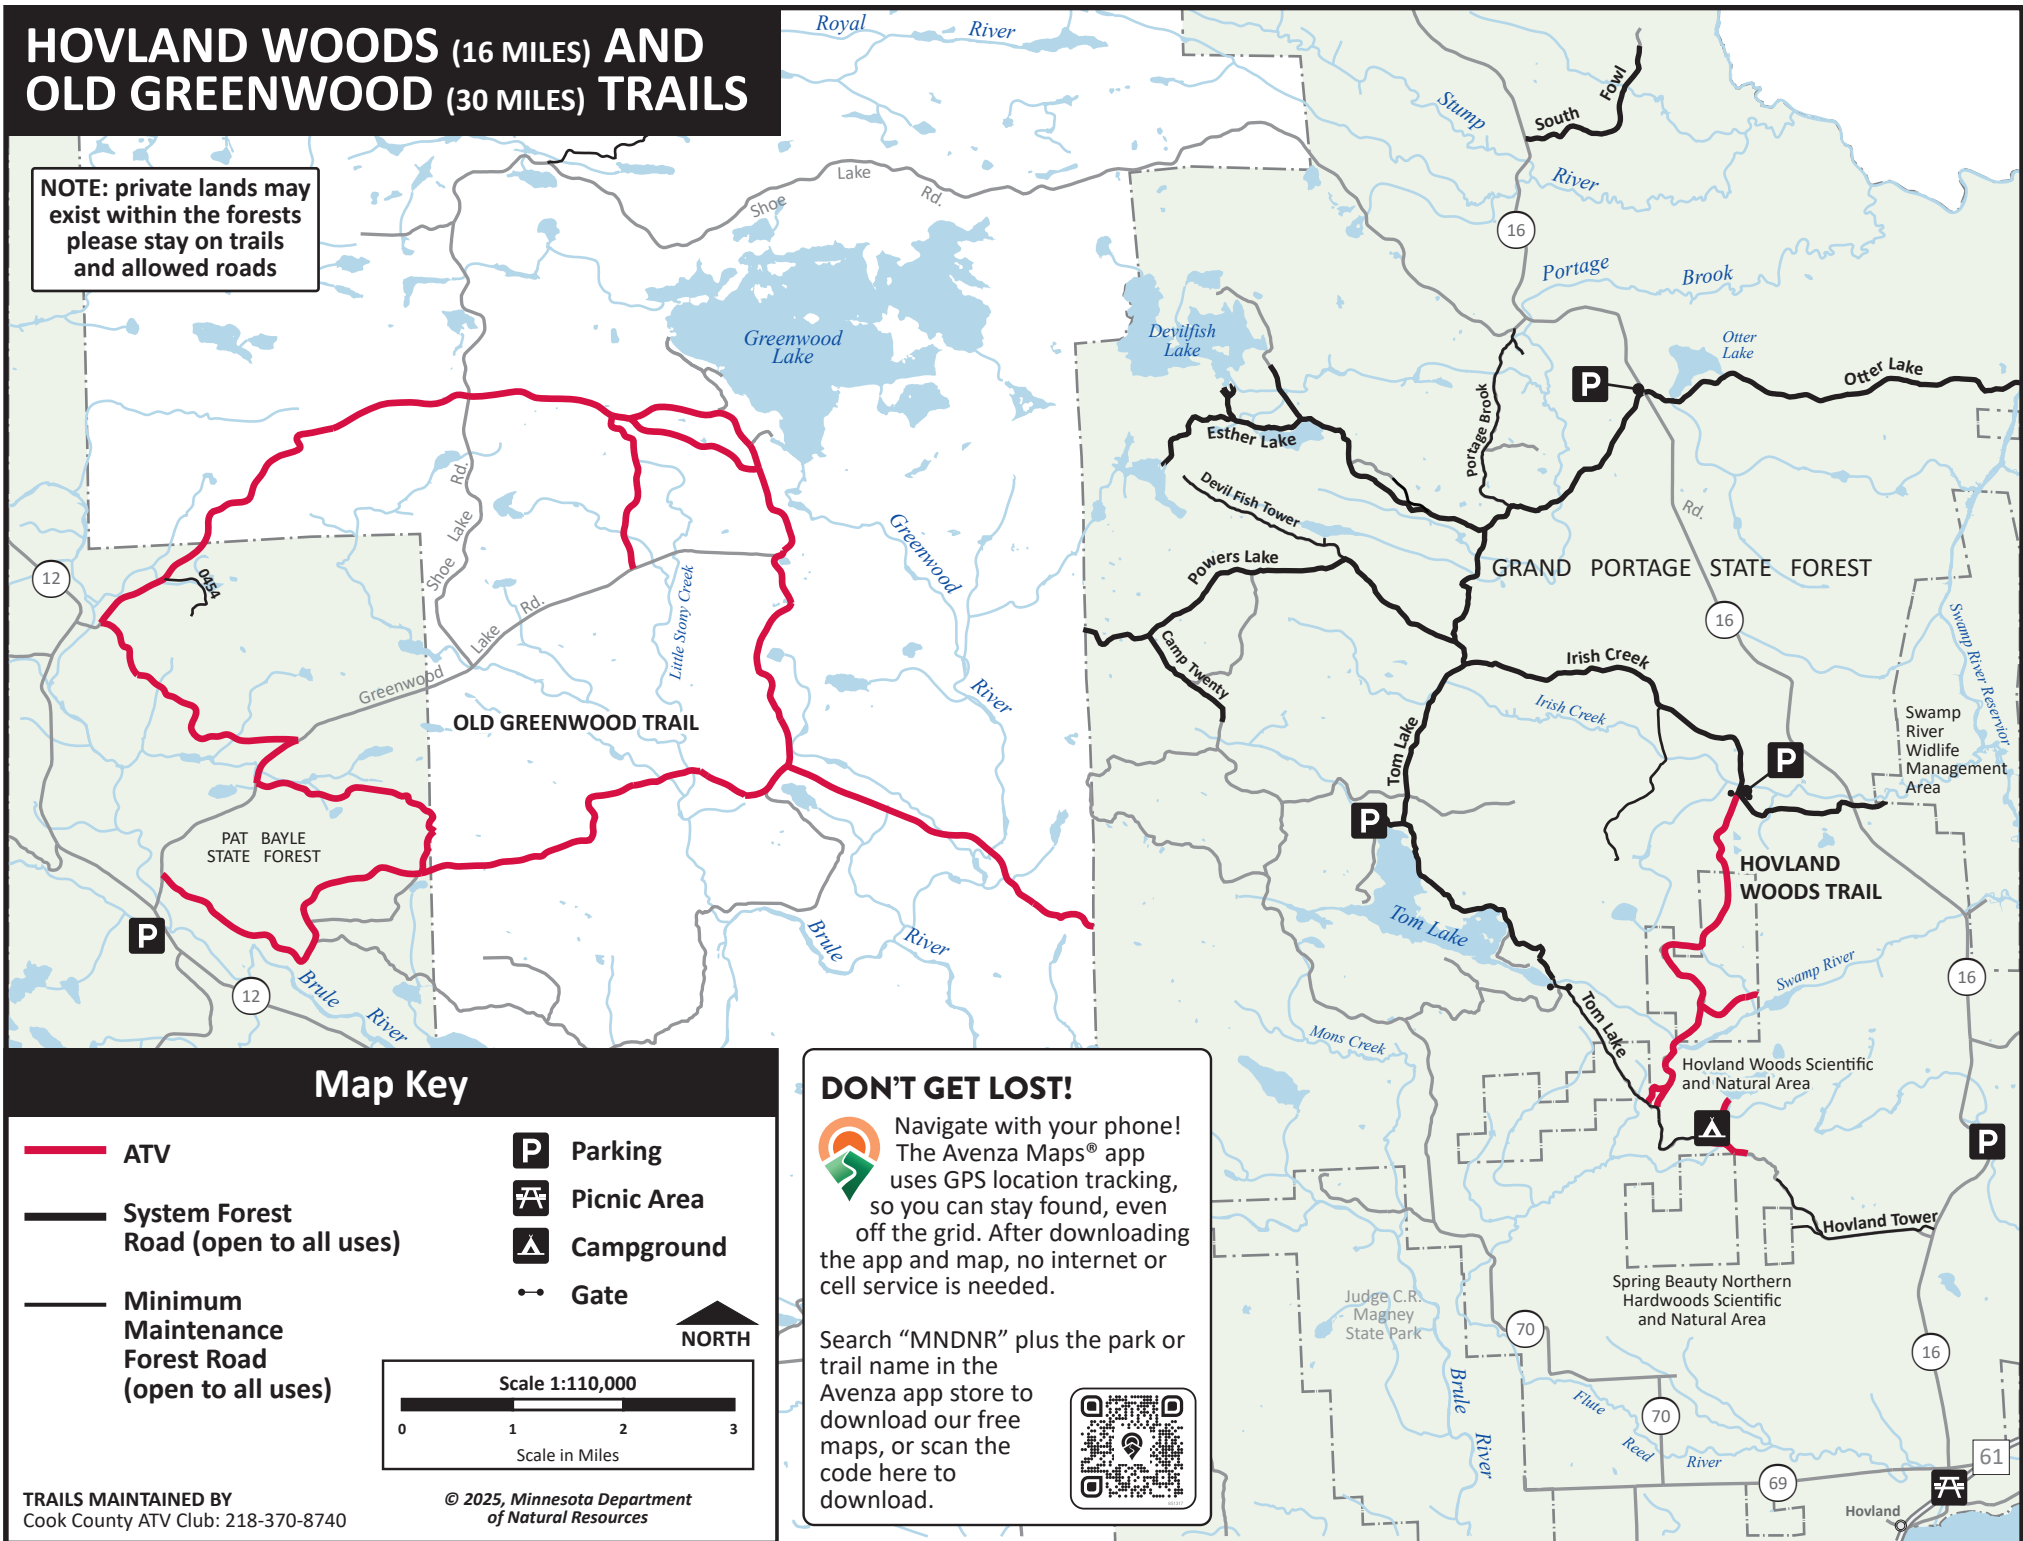 HOVLAND WOODS (16 MILES) AND
OLD GREENWOOD (30 MILES) TRAILS
NOTE: private lands may
exist within the forests
please stay on trails
and allowed roads
Royal River
Stump
River
South Fowl
Shoe Lake Rd.
16
Portage Brook
Greenwood
Lake
Devilfish
Lake
Otter
Lake
P
Otter Lake
Portage Brook
Esther Lake
Devil Fish Tower
Powers Lake
Rd.
GRAND PORTAGE STATE FOREST
Shoe Lake Rd.
12
0454
Greenwood
River
Little Stony Creek
Greenwood Lake Rd.
Camp Twenty
16
Irish Creek
Irish Creek
Swamp River Reservior
OLD GREENWOOD TRAIL
Tom Lake
Swamp
River
Widlife
Management
Area
P
P
PAT BAYLE
STATE FOREST
HOVLAND
WOODS TRAIL
Tom Lake
P
Brule
River
Brule
River
12
Swamp River
16
Tom Lake
Mons Creek
Hovland Woods Scientific
and Natural Area
P
Hovland Tower
Spring Beauty Northern
Hardwoods Scientific
and Natural Area
Judge C.R.
Magney
State Park
70
16
Brule
River
Flute
Reed
River
70
69
61
Hovland
Map Key
ATV
System Forest
Road (open to all uses)
Minimum
Maintenance
Forest Road
(open to all uses)
P Parking
Picnic Area
Campground
Gate
NORTH
Scale 1:110,000
0 1 2 3
Scale in Miles
TRAILS MAINTAINED BY
Cook County ATV Club: 218-370-8740
© 2025, Minnesota Department
of Natural Resources
DON'T GET LOST!
Navigate with your phone!
The Avenza Maps® app
uses GPS location tracking,
so you can stay found, even
off the grid. After downloading
the app and map, no internet or
cell service is needed.
Search “MNDNR” plus the park or
trail name in the
Avenza app store to
download our free
maps, or scan the
code here to
download.